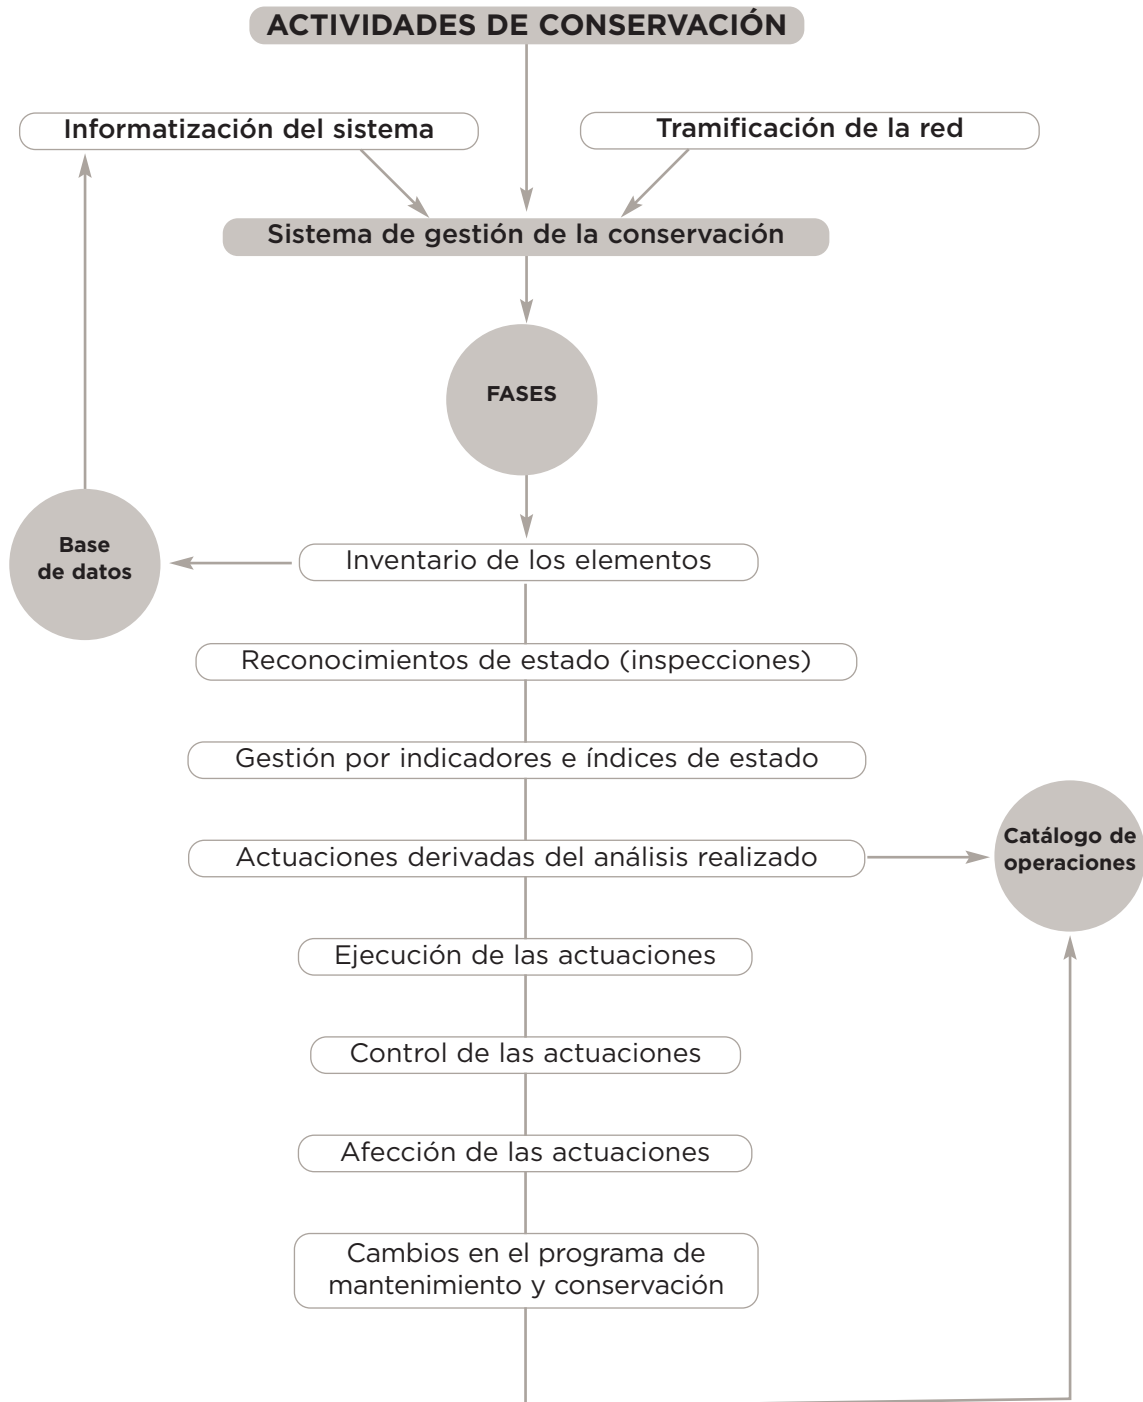 ACTIVIDADES DE CONSERVACIÓN
Informatización del sistema
Tramificación de la red
Sistema de gestión de la conservación
FASES
Base
de datos
Inventario de los elementos
Reconocimientos de estado (inspecciones)
Gestión por indicadores e índices de estado
Actuaciones derivadas del análisis realizado
Catálogo de
operaciones
Ejecución de las actuaciones
Control de las actuaciones
Afección de las actuaciones
Cambios en el programa de
mantenimiento y conservación